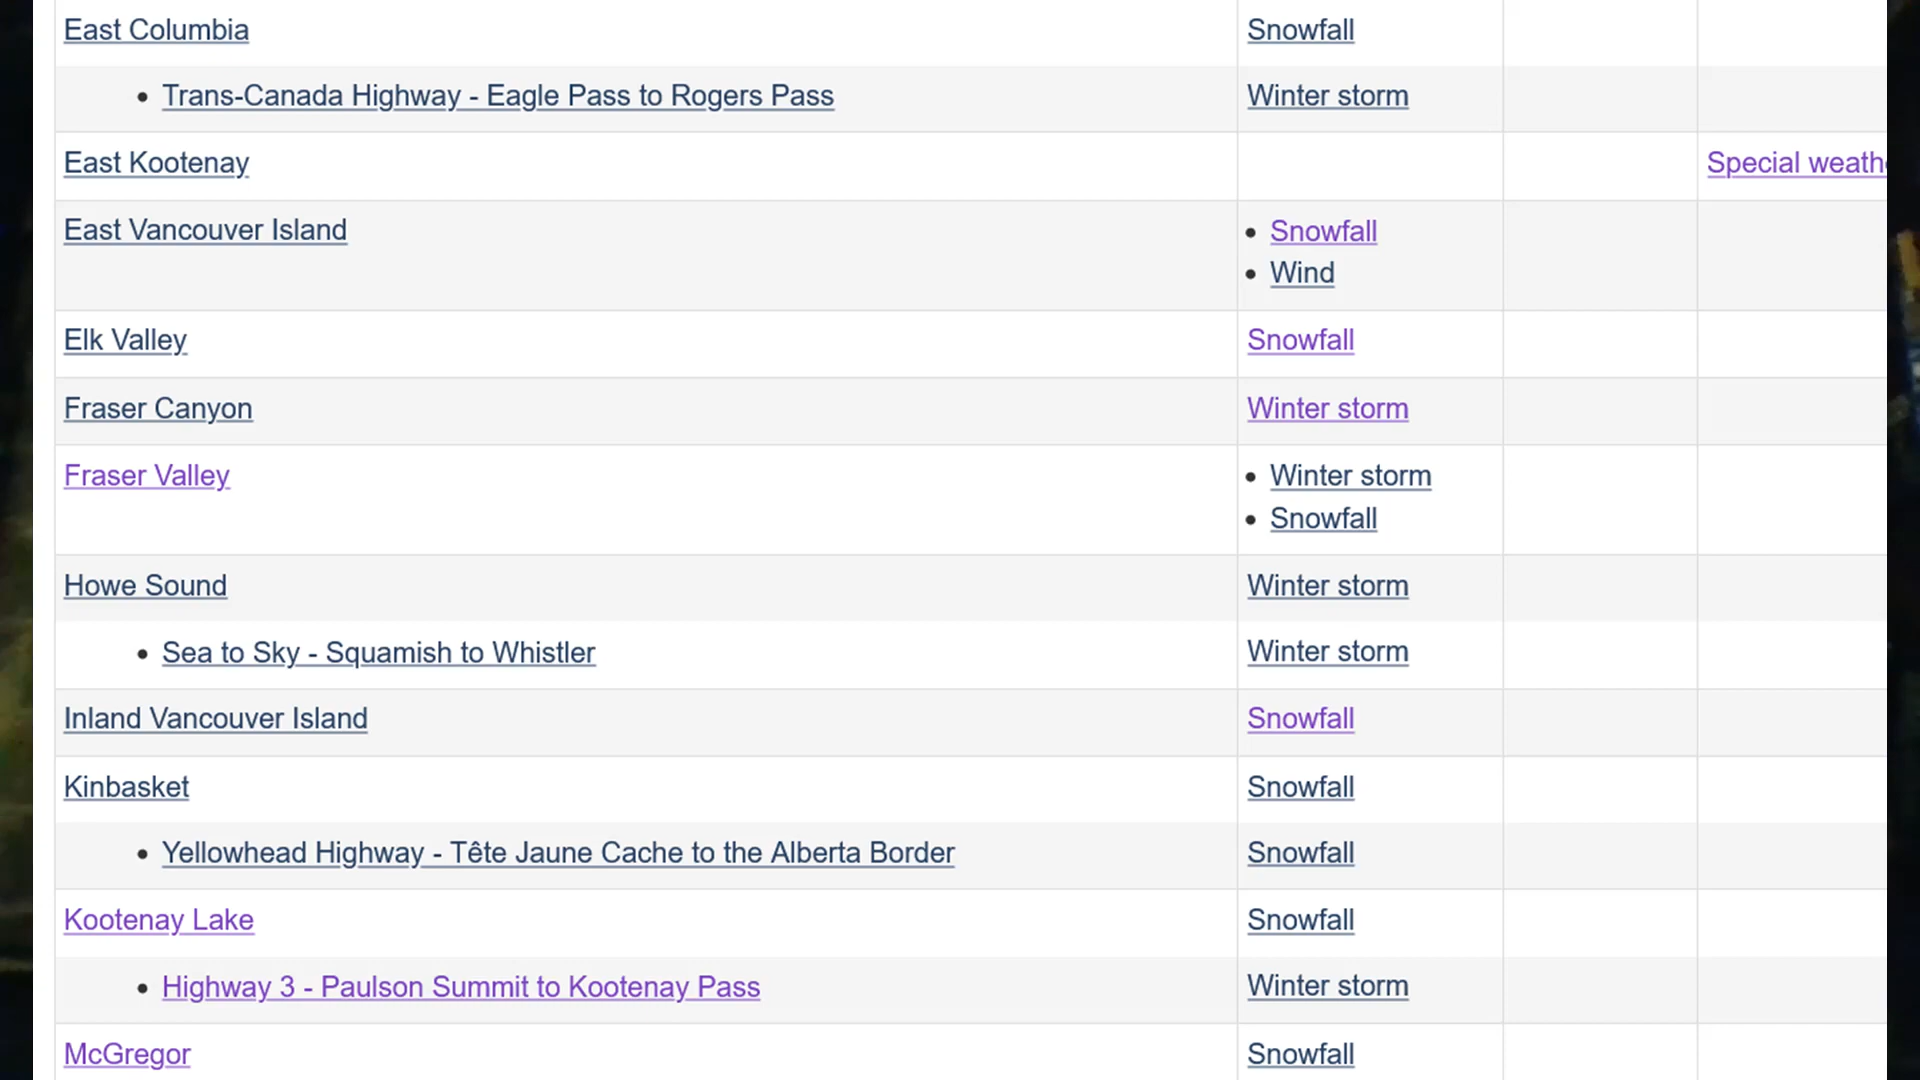 East Columbia Snowfall
Trans-Canada Highway - Eagle Pass to Rogers Pass Winter storm
East Kootenay Special
East Vancouver Island Snowfall
Wind
Elk Valley Snowfall
Fraser Canyon Winter storm
Fraser Valley Winter storm
Snowfall
Howe Sound Winter storm
Sea to Sky - Squamish to Whistler Winter storm
Inland Vancouver Island Snowfall
Kinbasket Snowfall
Yellowhead Highway - Tête Jaune Cache to the Alberta Border Snowfall
Kootenay Lake Snowfall
Highway 3 - Paulson Summit to Kootenay Pass Winter storm
McGregor Snowfall